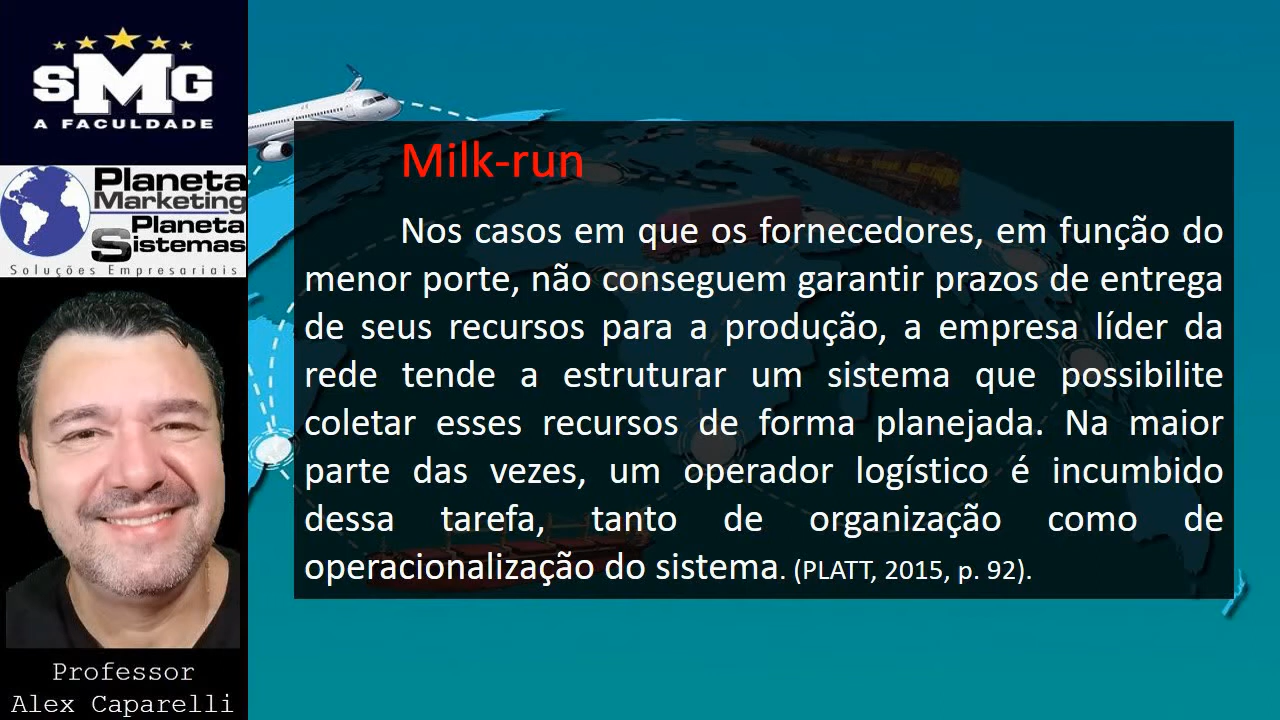 SMG
A FACULDADE
Planeta
Marketing
Planeta
Sistemas
Soluções Empresariais
Professor
Alex Caparelli
Milk-run
Nos casos em que os fornecedores, em função do
menor porte, não conseguem garantir prazos de entrega
de seus recursos para a produção, a empresa líder da
rede tende a estruturar um sistema que possibilite
coletar esses recursos de forma planejada. Na maior
parte das vezes, um operador logístico é incumbido
dessa tarefa, tanto de organização como de
operacionalização do sistema. (PLATT, 2015, p. 92).